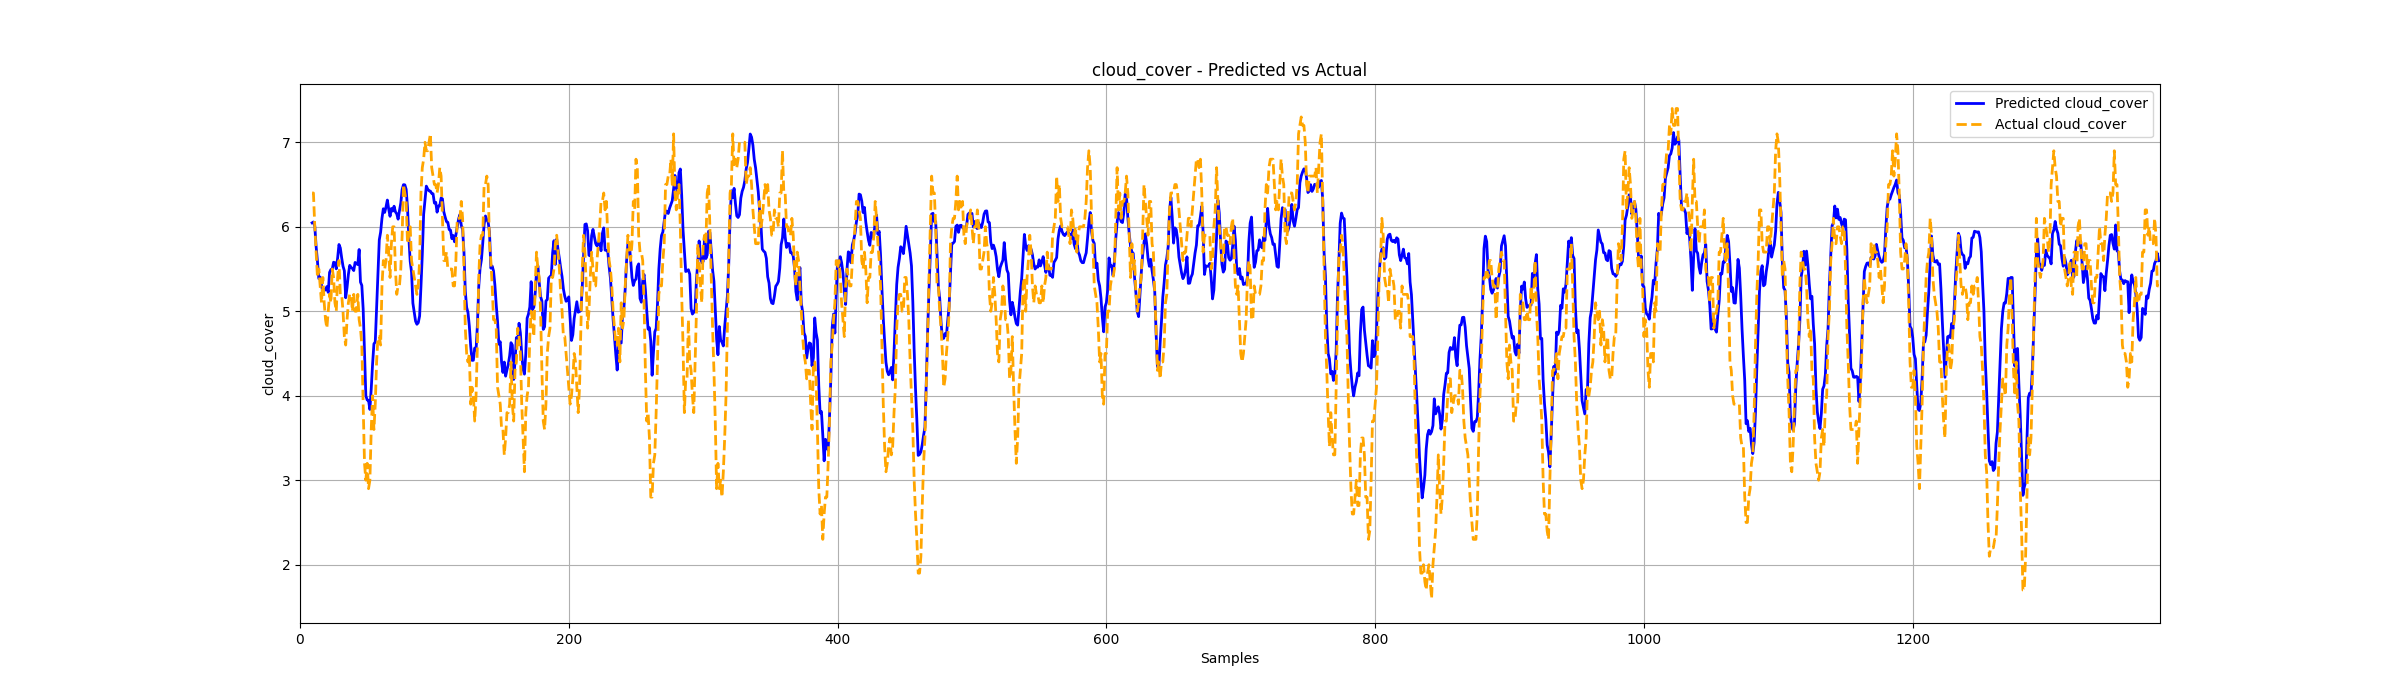 cloud_cover - Predicted vs Actual
Predicted cloud_cover
Actual cloud_cover
cloud_cover
7
6
5
4
3
2
0
200
400
600
800
1000
1200
Samples